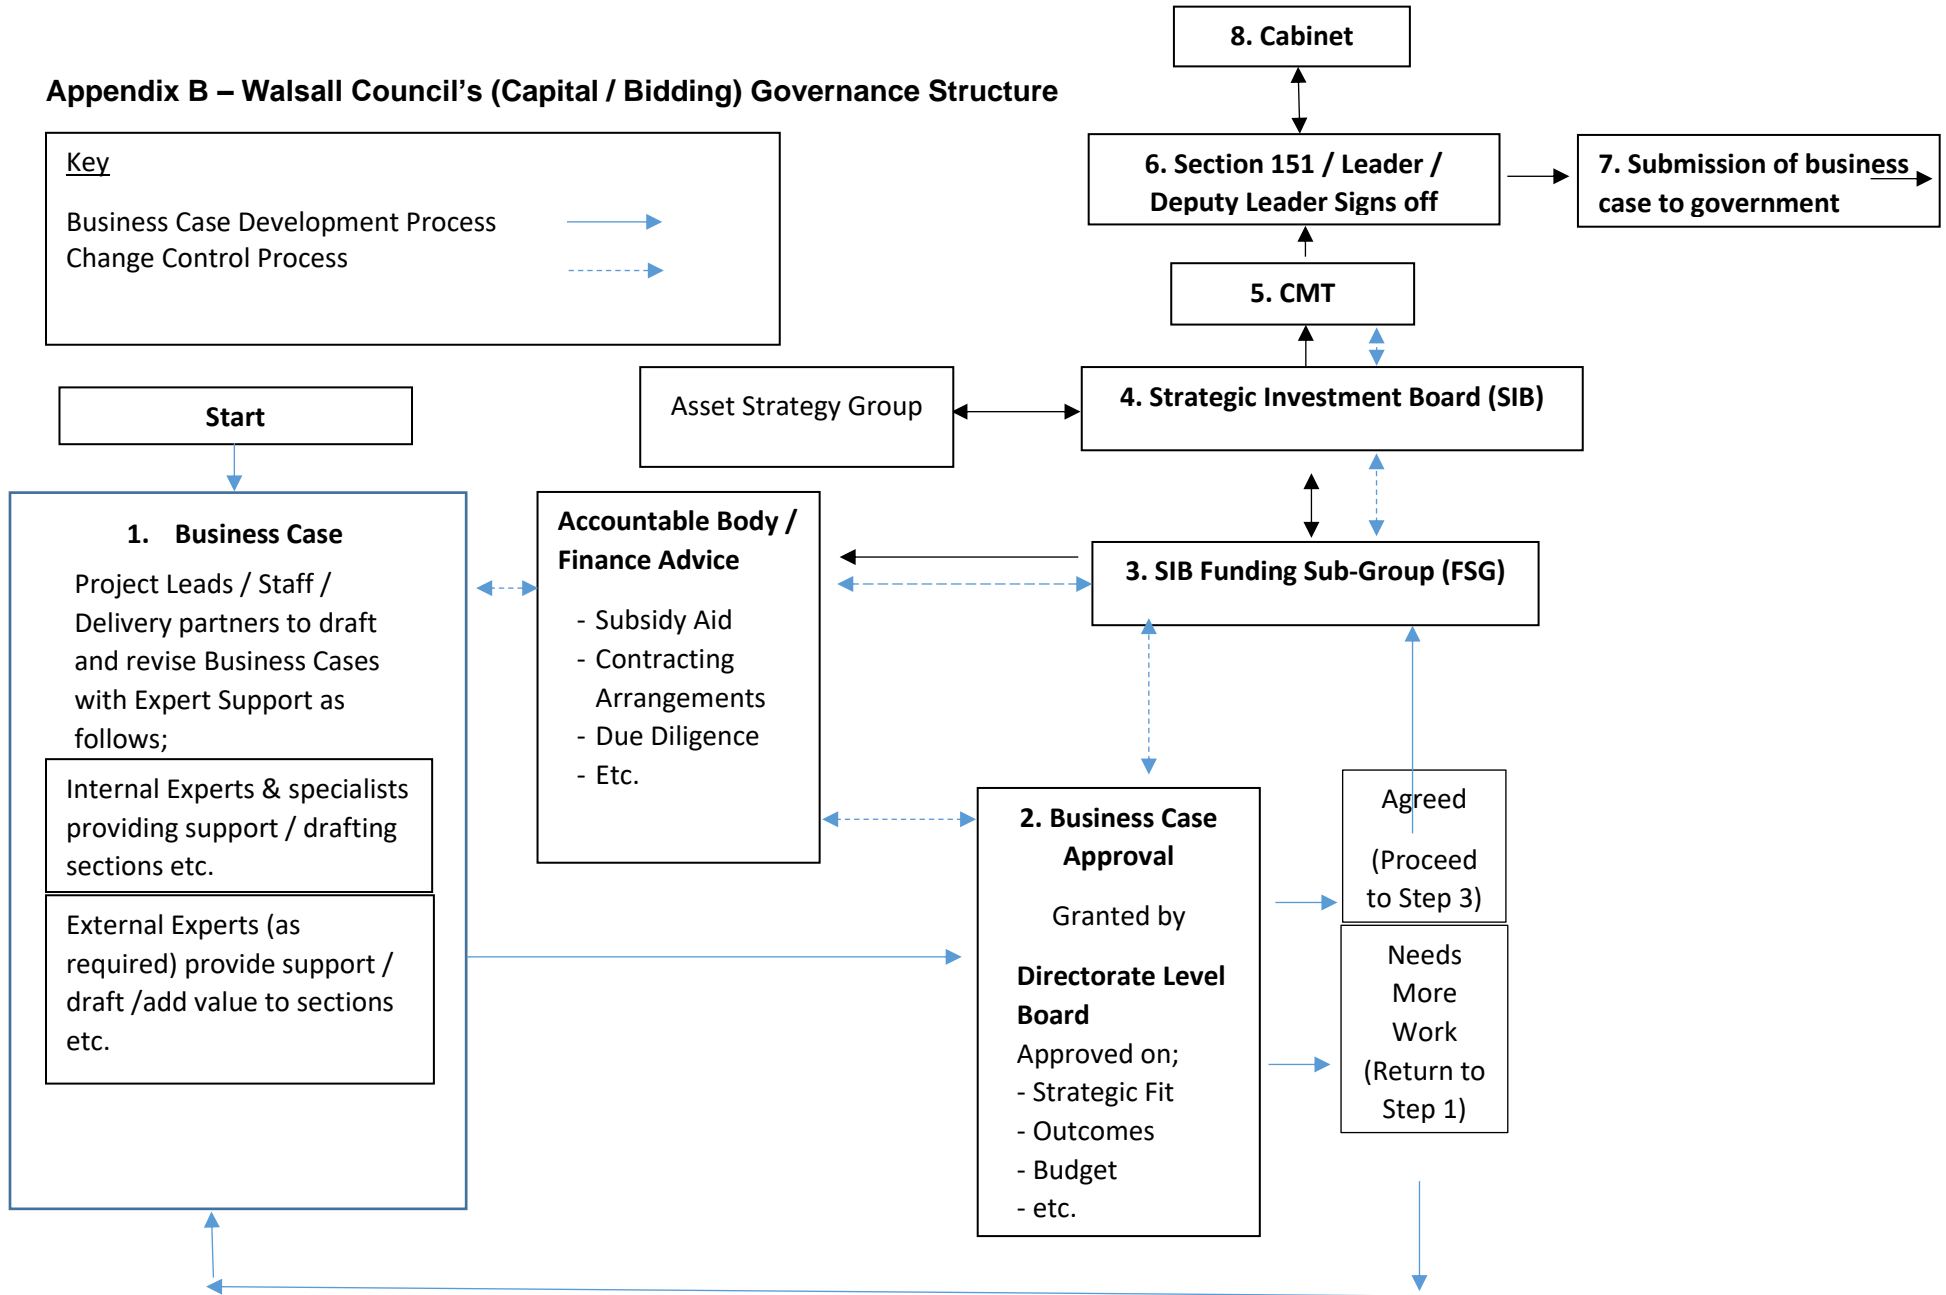 8. Cabinet
Appendix B – Walsall Council’s (Capital / Bidding) Governance Structure
Key
Business Case Development Process
Change Control Process
6. Section 151 / Leader /
Deputy Leader Signs off
7. Submission of business
case to government
5. CMT
Asset Strategy Group
4. Strategic Investment Board (SIB)
Start
1. Business Case
Project Leads / Staff /
Delivery partners to draft
and revise Business Cases
with Expert Support as
follows;
Internal Experts & specialists
providing support / drafting
sections etc.
External Experts (as
required) provide support /
draft /add value to sections
etc.
Accountable Body /
Finance Advice
- Subsidy Aid
- Contracting
Arrangements
- Due Diligence
- Etc.
3. SIB Funding Sub-Group (FSG)
2. Business Case
Approval
Granted by
Directorate Level
Board
Approved on;
- Strategic Fit
- Outcomes
- Budget
- etc.
Agreed
(Proceed
to Step 3)
Needs
More
Work
(Return to
Step 1)